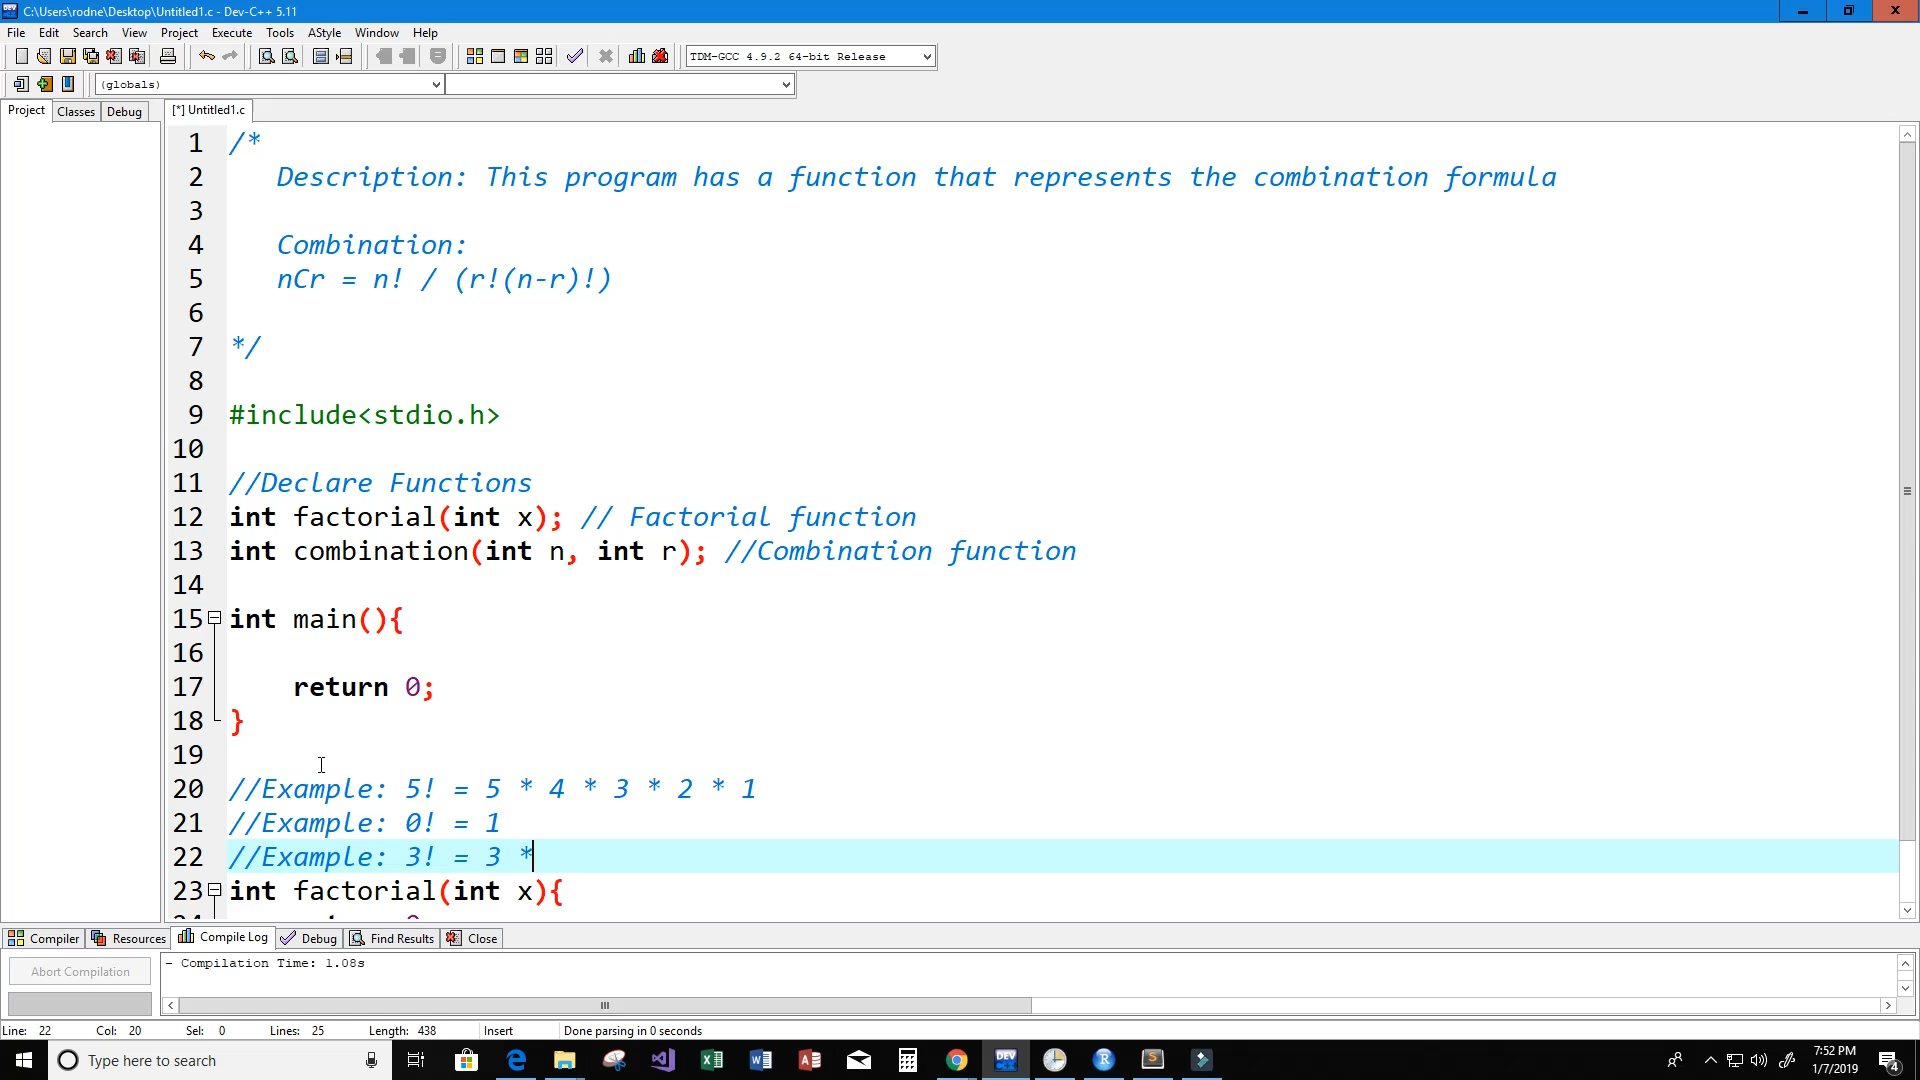 C:\Users\rodne\Desktop\Untitled1.c - Dev-C++ 5.11
File Edit Search View Project Execute Tools AStyle Window Help
TDM-GCC 4.9.2 64-bit Release
(globals)
Project Classes Debug [*] Untitled1.c
1 /*
2 Description: This program has a function that represents the combination formula
3
4 Combination:
5 nCr = n! / (r!(n-r)!)
6
7 */
8
9 #include<stdio.h>
10
11 //Declare Functions
12 int factorial(int x); // Factorial function
13 int combination(int n, int r); //Combination function
14
15 int main(){
16
17 return 0;
18 }
19
20 //Example: 5! = 5 * 4 * 3 * 2 * 1
21 //Example: 0! = 1
22 //Example: 3! = 3 *
23 int factorial(int x){
Compiler Resources Compile Log Debug Find Results Close
Abort Compilation
- Compilation Time: 1.08s
Line: 22 Col: 20 Sel: 0 Lines: 25 Length: 438 Insert Done parsing in 0 seconds
Type here to search
7:52 PM
1/7/2019
4